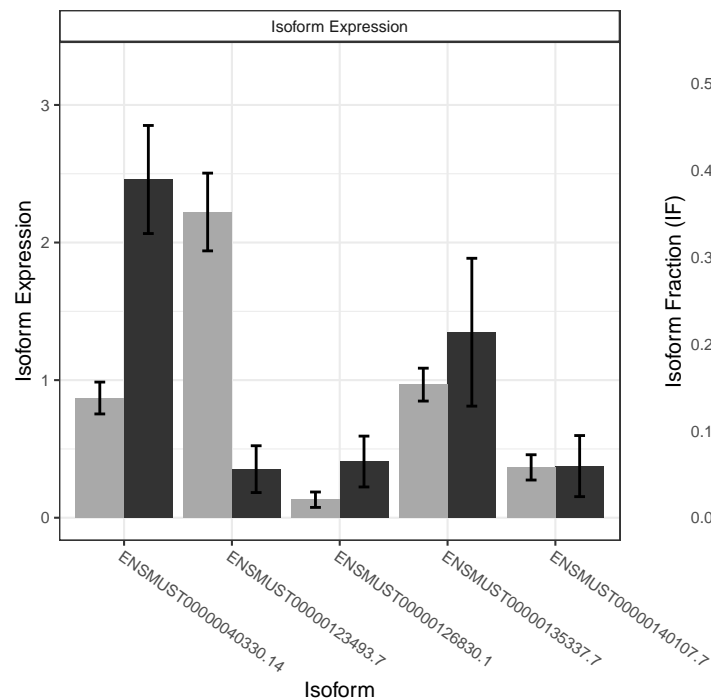 Isoform Expression
Isoform Expression
3
2
1
0
ENSMUST00000040330.14
ENSMUST00000123493.7
ENSMUST00000126830.1
ENSMUST00000135337.7
ENSMUST00000140107.7
Isoform
Isoform Fraction (IF)
0.5
0.4
0.3
0.2
0.1
0.0